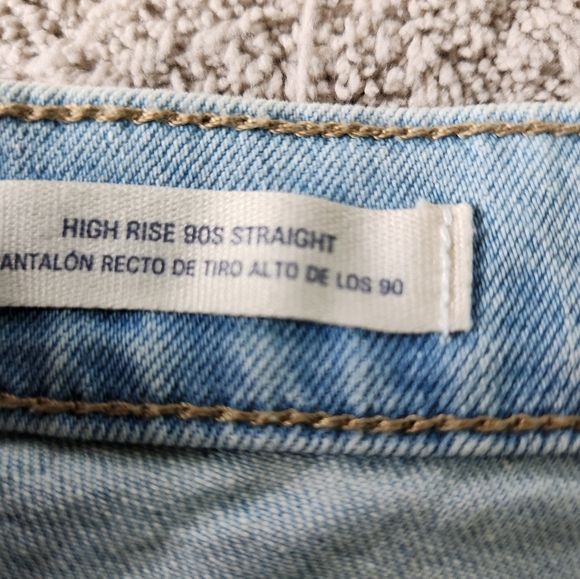 HIGH RISE 90S STRAIGHT
ANTALÓN RECTO DE TIRO ALTO DE LOS 90